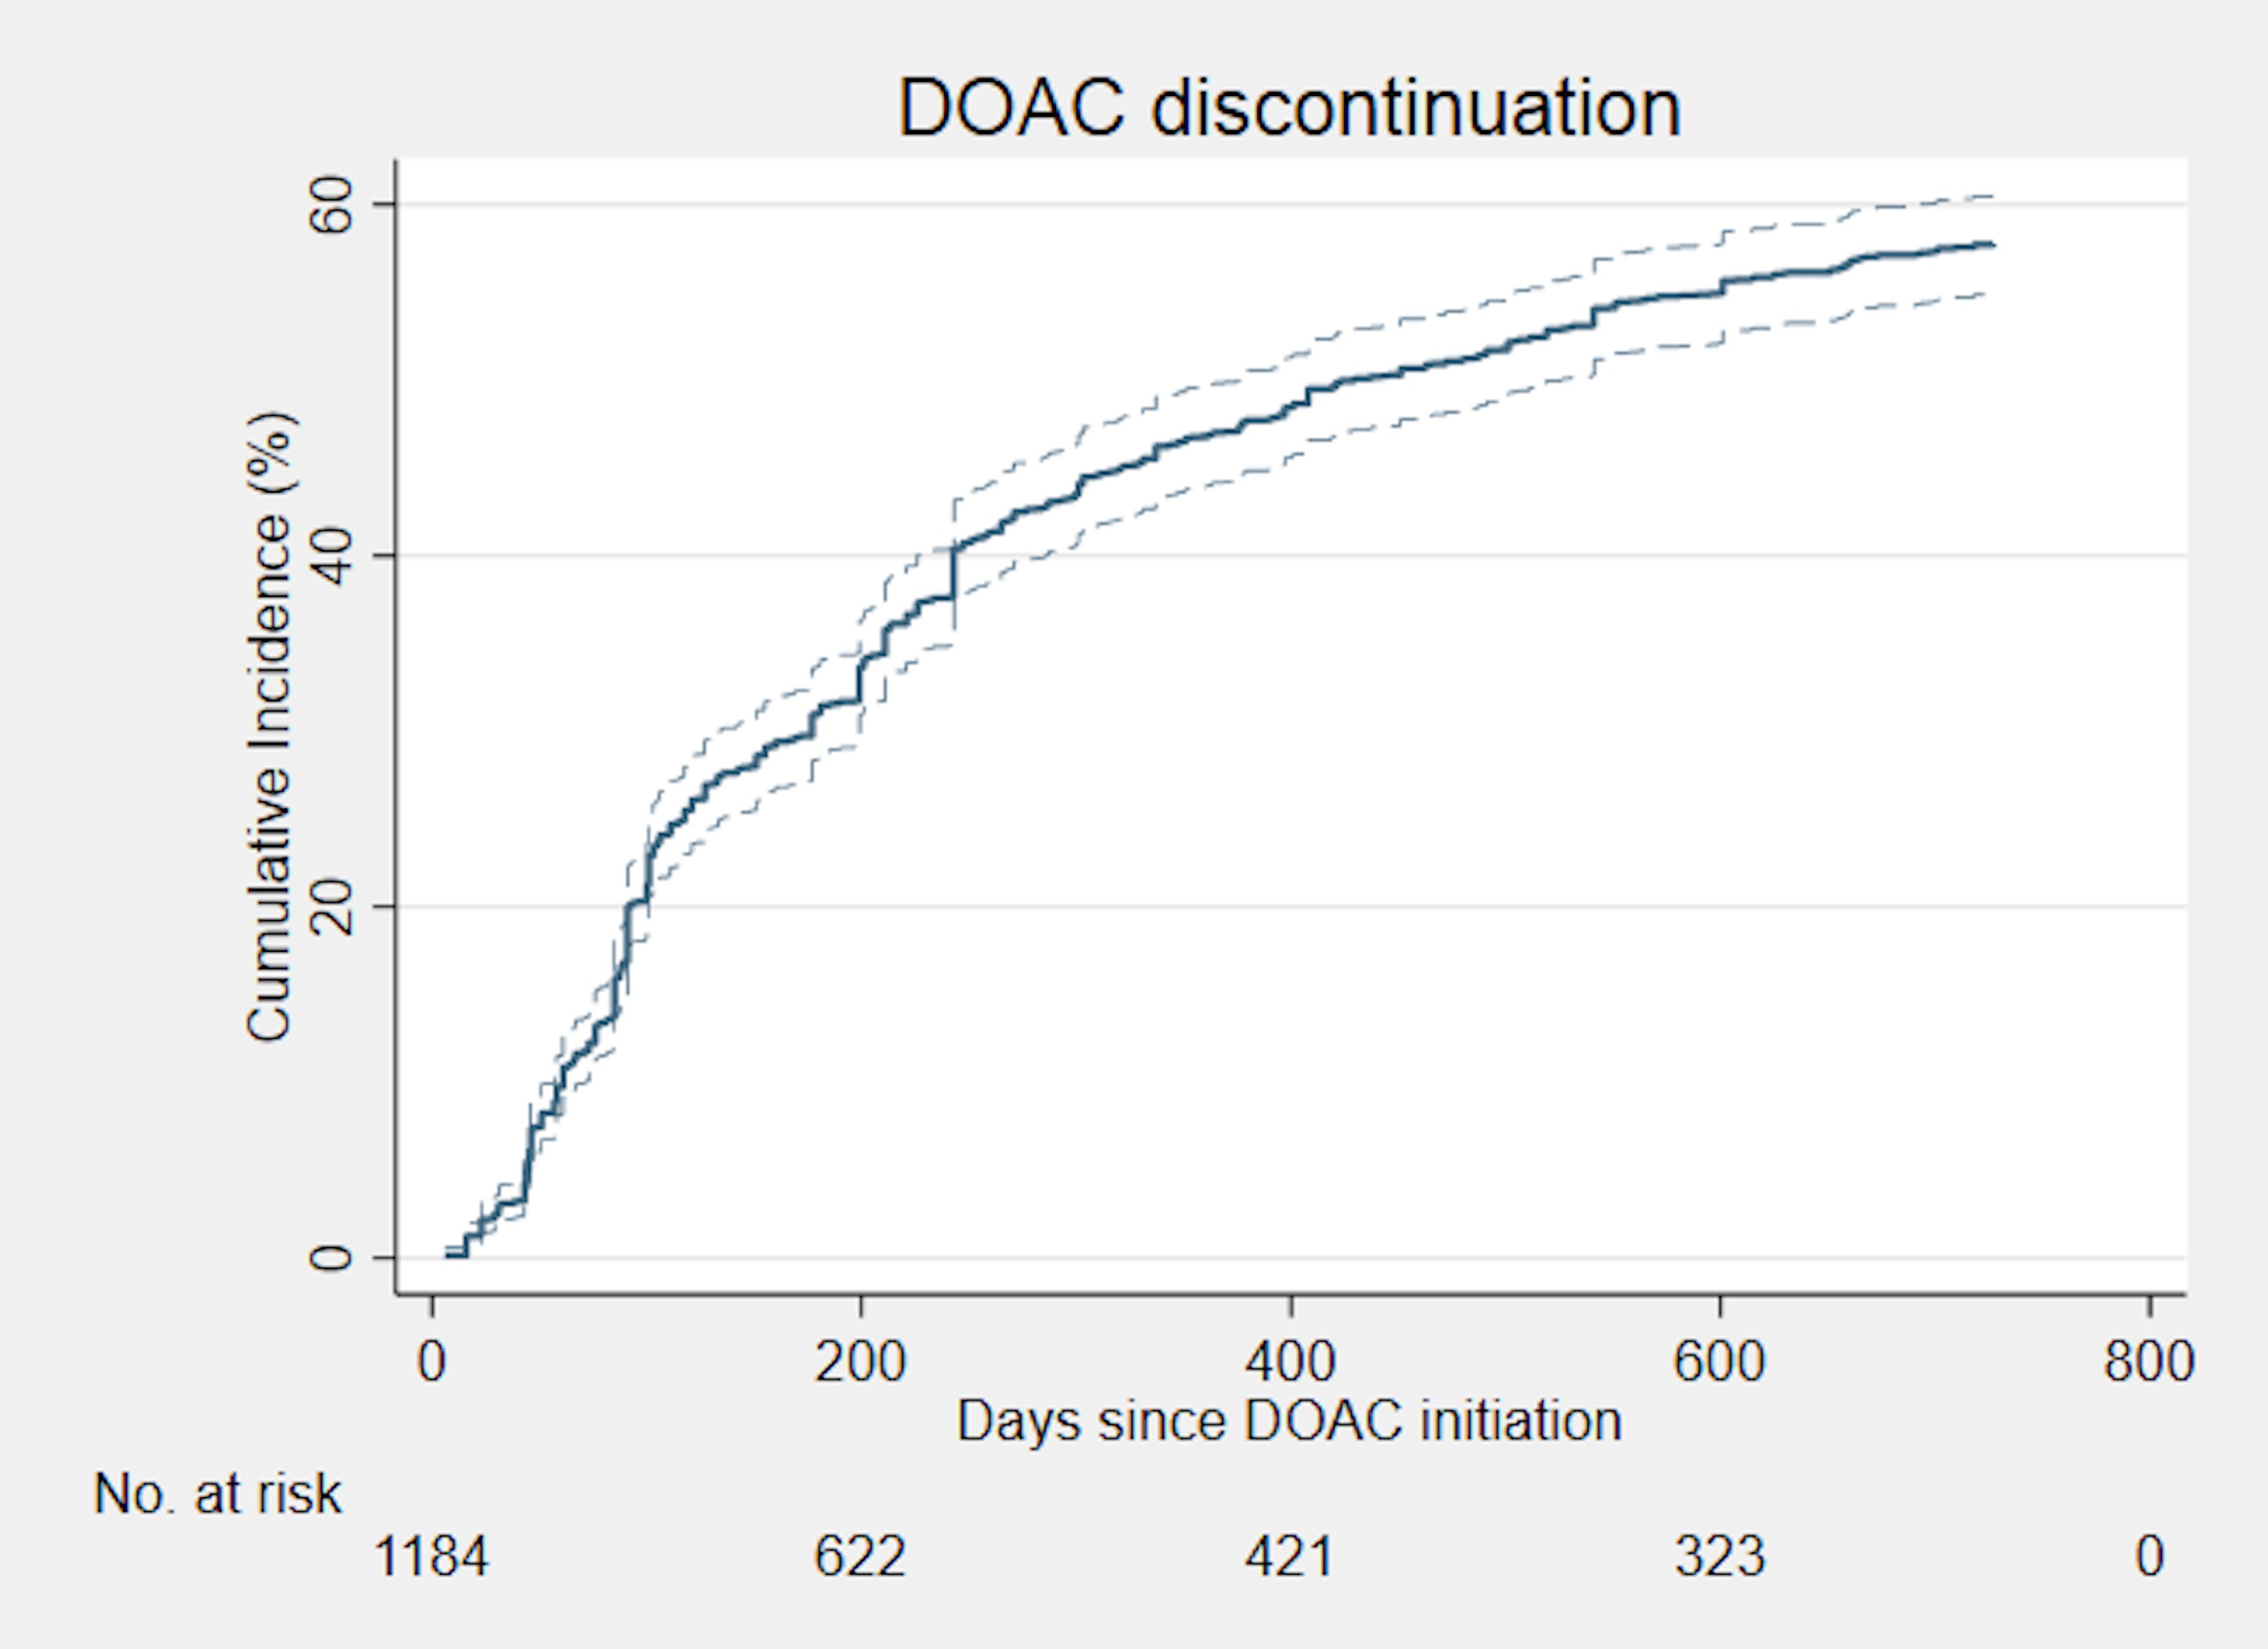 DOAC discontinuation
60
40
20
0
Cumulative Incidence (%)
0 200 400 600 800
Days since DOAC initiation
No. at risk
1184 622 421 323 0